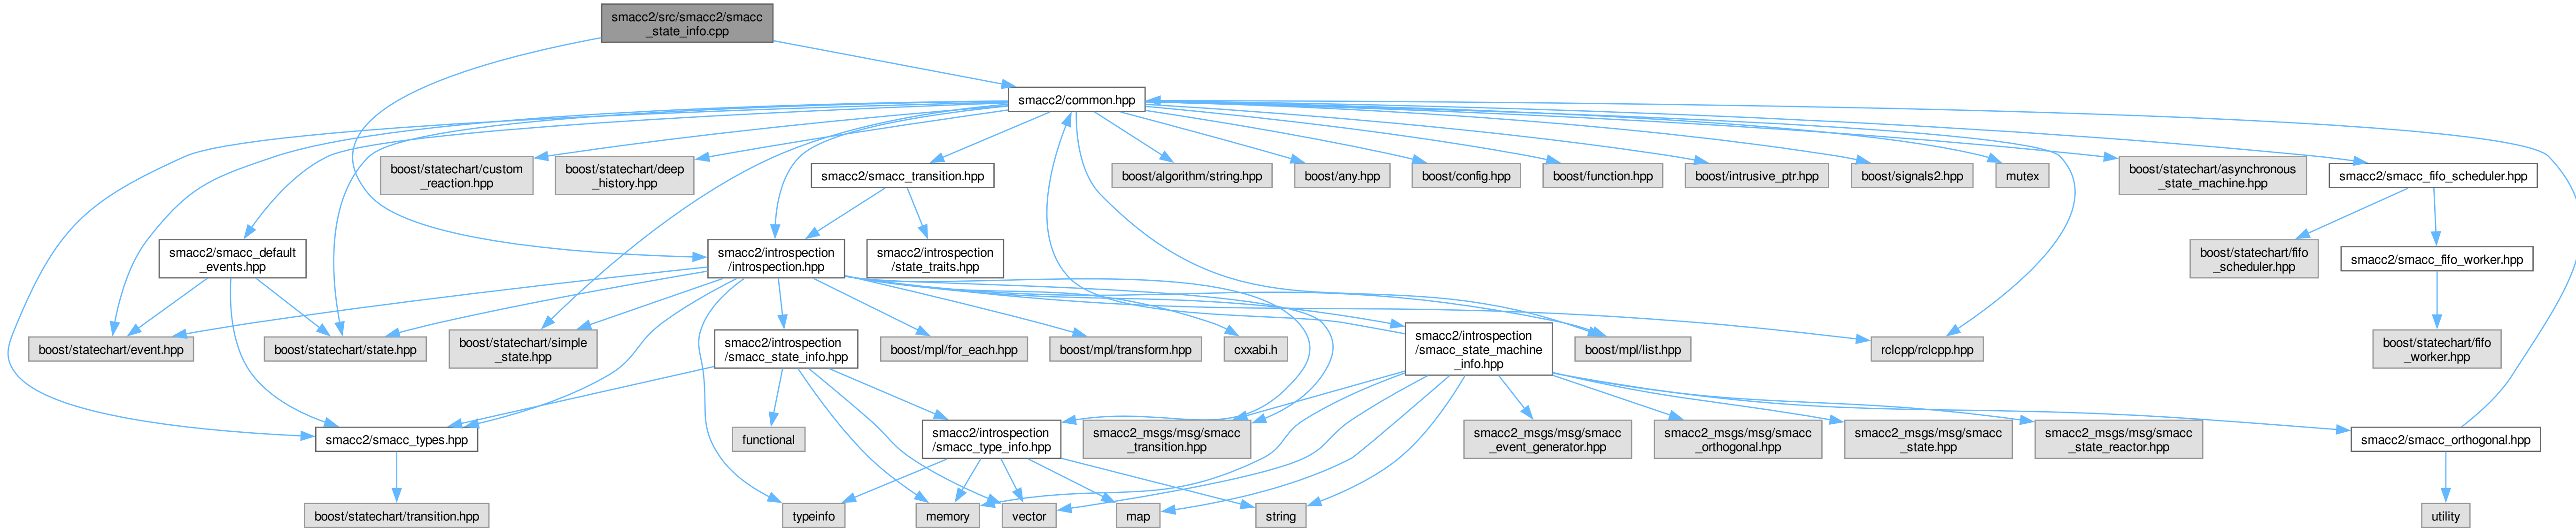 smacc2/src/smacc2/smacc
_state_info.cpp
smacc2/common.hpp
boost/statechart/custom
_reaction.hpp
boost/statechart/deep
_history.hpp
smacc2/smacc_transition.hpp
boost/algorithm/string.hpp
boost/any.hpp
boost/config.hpp
boost/function.hpp
boost/intrusive_ptr.hpp
boost/signals2.hpp
mutex
boost/statechart/asynchronous
_state_machine.hpp
smacc2/smacc_fifo_scheduler.hpp
smacc2/smacc_default
_events.hpp
smacc2/introspection
/introspection.hpp
smacc2/introspection
/state_traits.hpp
boost/statechart/fifo
_scheduler.hpp
smacc2/smacc_fifo_worker.hpp
boost/statechart/event.hpp
boost/statechart/state.hpp
boost/statechart/simple
_state.hpp
smacc2/introspection
/smacc_state_info.hpp
boost/mpl/for_each.hpp
boost/mpl/transform.hpp
cxxabi.h
smacc2/introspection
/smacc_state_machine
_info.hpp
boost/mpl/list.hpp
rclcpp/rclcpp.hpp
boost/statechart/fifo
_worker.hpp
smacc2/smacc_types.hpp
functional
smacc2/introspection
/smacc_type_info.hpp
smacc2_msgs/msg/smacc
_transition.hpp
smacc2_msgs/msg/smacc
_event_generator.hpp
smacc2_msgs/msg/smacc
_orthogonal.hpp
smacc2_msgs/msg/smacc
_state.hpp
smacc2_msgs/msg/smacc
_state_reactor.hpp
smacc2/smacc_orthogonal.hpp
boost/statechart/transition.hpp
typeinfo
memory
vector
map
string
utility